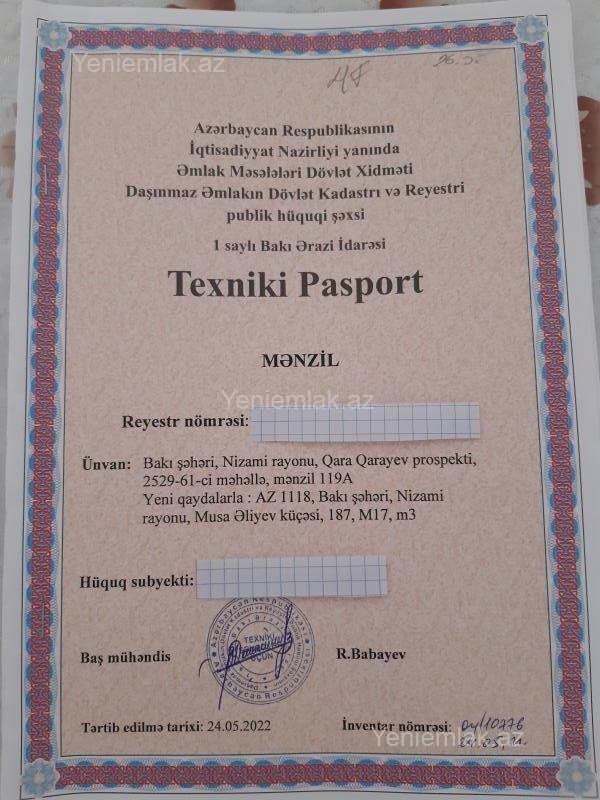 Yeniemlak.az
Azərbaycan Respublikasının
İqtisadiyyat Nazirliyi yanında
Əmlak Məsələləri Dövlət Xidməti
Daşınmaz Əmlakın Dövlət Kadastrı və Reyestri
publik hüquqi şəxsi
1 saylı Bakı Ərazi İdarəsi
Texniki Pasport
MƏNZİL
Yeniemlak.az
Reyestr nömrəsi:
Ünvan: Bakı şəhəri, Nizami rayonu, Qara Qarayev prospekti,
2529-61-ci məhəllə, mənzil 119A
Yeni qaydalarla : AZ 1118, Bakı şəhəri, Nizami
rayonu, Musa Əliyev küçəsi, 187, M17, m3
Hüquq subyekti:
TEXNİKİ
Baş mühəndis R.Babayev
Tərtib edilmə tarixi: 24.05.2022 İnventar nömrəsi:
Yeniemlak.az